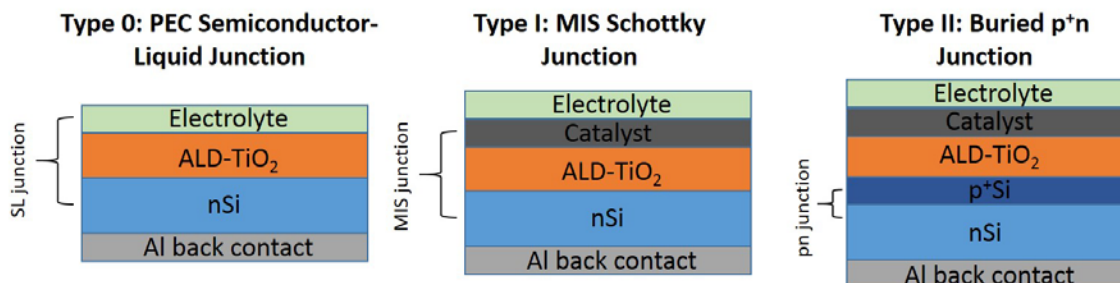 Type 0: PEC Semiconductor-
Liquid Junction
Electrolyte
ALD-TiO₂
nSi
Al back contact
SL junction
Type I: MIS Schottky
Junction
Electrolyte
Catalyst
ALD-TiO₂
nSi
Al back contact
MIS junction
Type II: Buried p⁺n
Junction
Electrolyte
Catalyst
ALD-TiO₂
p⁺Si
nSi
Al back contact
pn junction